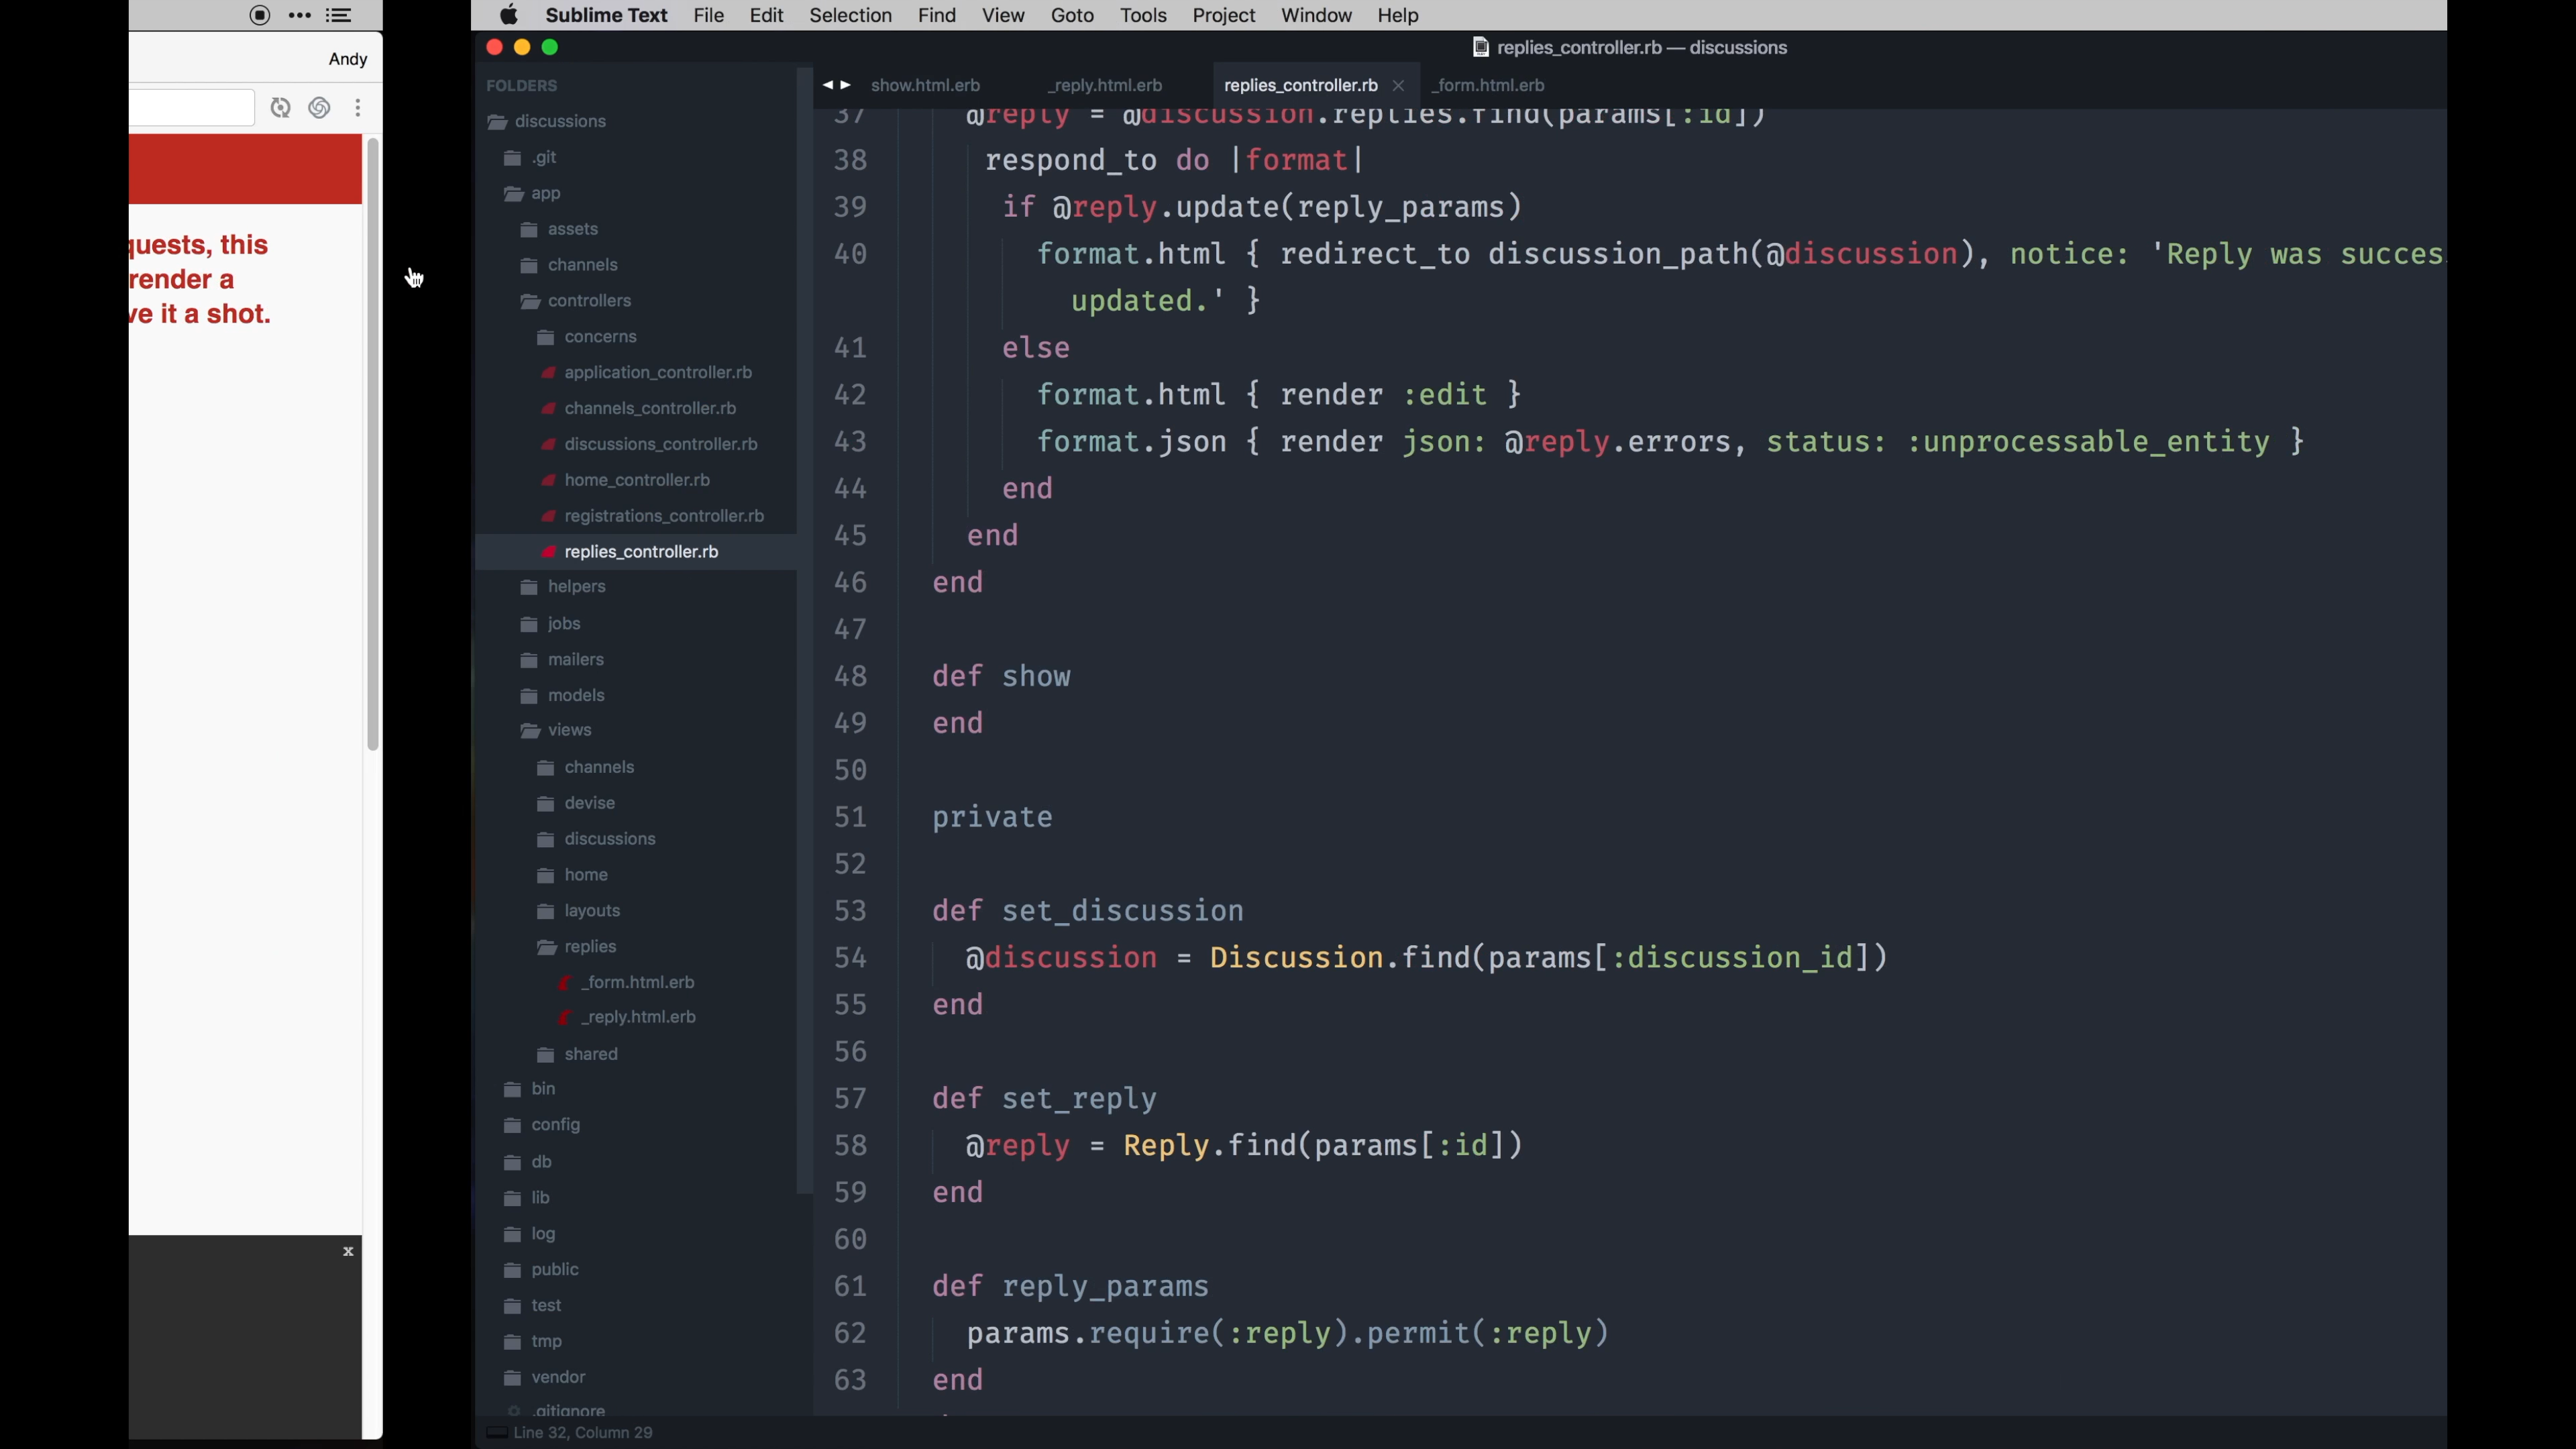 Andy
quests, this
render a
ve it a shot.
x
Sublime Text File Edit Selection Find View Goto Tools Project Window Help
replies_controller.rb — discussions
FOLDERS
discussions
.git
app
assets
channels
controllers
concerns
application_controller.rb
channels_controller.rb
discussions_controller.rb
home_controller.rb
registrations_controller.rb
replies_controller.rb
helpers
jobs
mailers
models
views
channels
devise
discussions
home
layouts
replies
_form.html.erb
_reply.html.erb
shared
bin
config
db
lib
log
public
test
tmp
vendor
.gitignore
show.html.erb _reply.html.erb replies_controller.rb _form.html.erb
37 @reply = @discussion.replies.find(params[:id])
38 respond_to do |format|
39 if @reply.update(reply_params)
40 format.html { redirect_to discussion_path(@discussion), notice: 'Reply was succes
updated.' }
41 else
42 format.html { render :edit }
43 format.json { render json: @reply.errors, status: :unprocessable_entity }
44 end
45 end
46 end
47
48 def show
49 end
50
51 private
52
53 def set_discussion
54 @discussion = Discussion.find(params[:discussion_id])
55 end
56
57 def set_reply
58 @reply = Reply.find(params[:id])
59 end
60
61 def reply_params
62 params.require(:reply).permit(:reply)
63 end
Line 32, Column 29